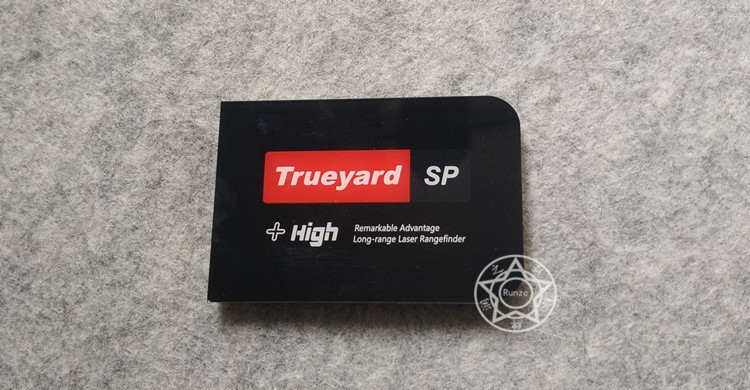 Trueyard SP
+ High
Remarkable Advantage
Long-range Laser Rangefinder
Runzo